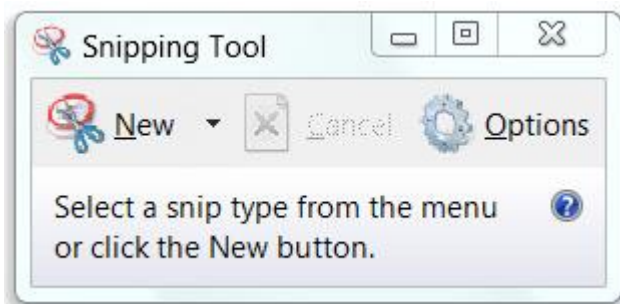 Snipping Tool
New Cancel Options
Select a snip type from the menu
or click the New button.